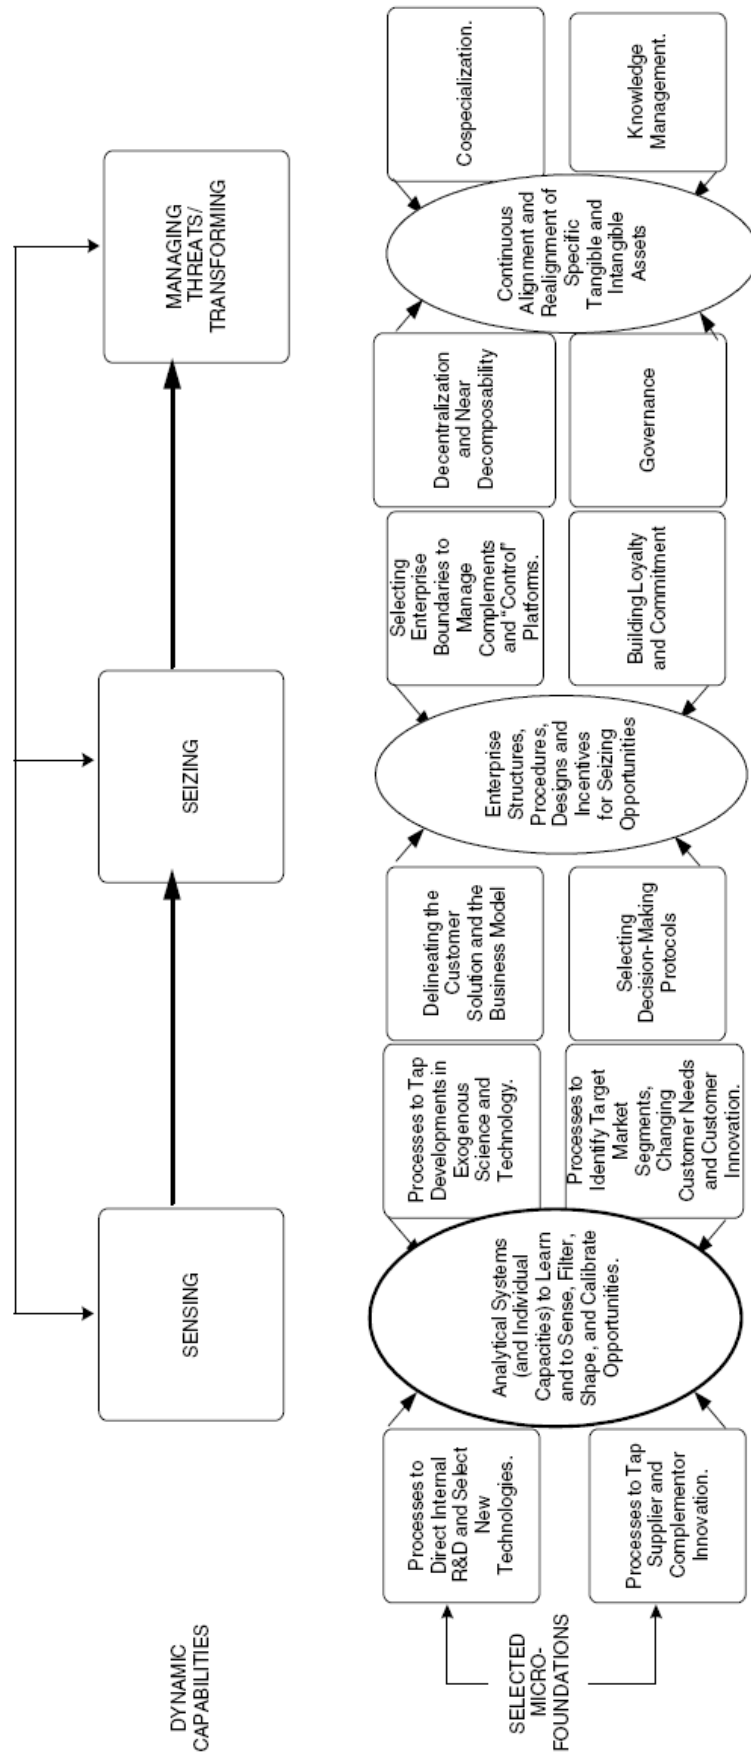 DYNAMIC
CAPABILITIES
SENSING
SEIZING
MANAGING
THREATS/
TRANSFORMING
SELECTED
MICRO-
FOUNDATIONS
Processes to
Direct Internal
R&D and Select
New
Technologies.
Processes to Tap
Supplier and
Complementor
Innovation.
Analytical Systems
(and Individual
Capacities) to Learn
and to Sense, Filter,
Shape, and Calibrate
Opportunities.
Processes to Tap
Developments in
Exogenous
Science and
Technology.
Processes to
Identify Target
Market
Segments,
Changing
Customer Needs
and Customer
Innovation.
Delineating the
Customer
Solution and the
Business Model
Selecting
Decision-Making
Protocols
Enterprise
Structures,
Procedures,
Designs and
Incentives
for Seizing
Opportunities
Selecting
Enterprise
Boundaries to
Manage
Complements
and "Control"
Platforms.
Building Loyalty
and Commitment
Decentralization
and Near
Decomposability
Governance
Continuous
Alignment and
Realignment of
Specific
Tangible and
Intangible
Assets
Cospecialization.
Knowledge
Management.